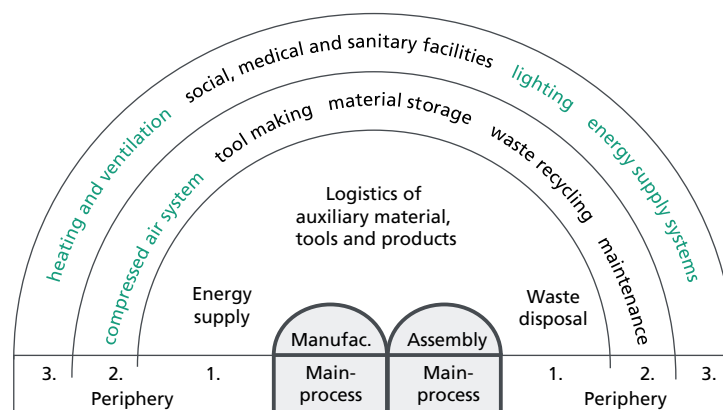 social, medical and sanitary facilities
lighting
heating and ventilation
energy supply systems
tool making
material storage
waste recycling
compressed air system
maintenance
Logistics of
auxiliary material,
tools and products
Energy
supply
Waste
disposal
Manufac.
Assembly
3.
2.
1.
Main-
process
Main-
process
1.
2.
3.
Periphery
Periphery